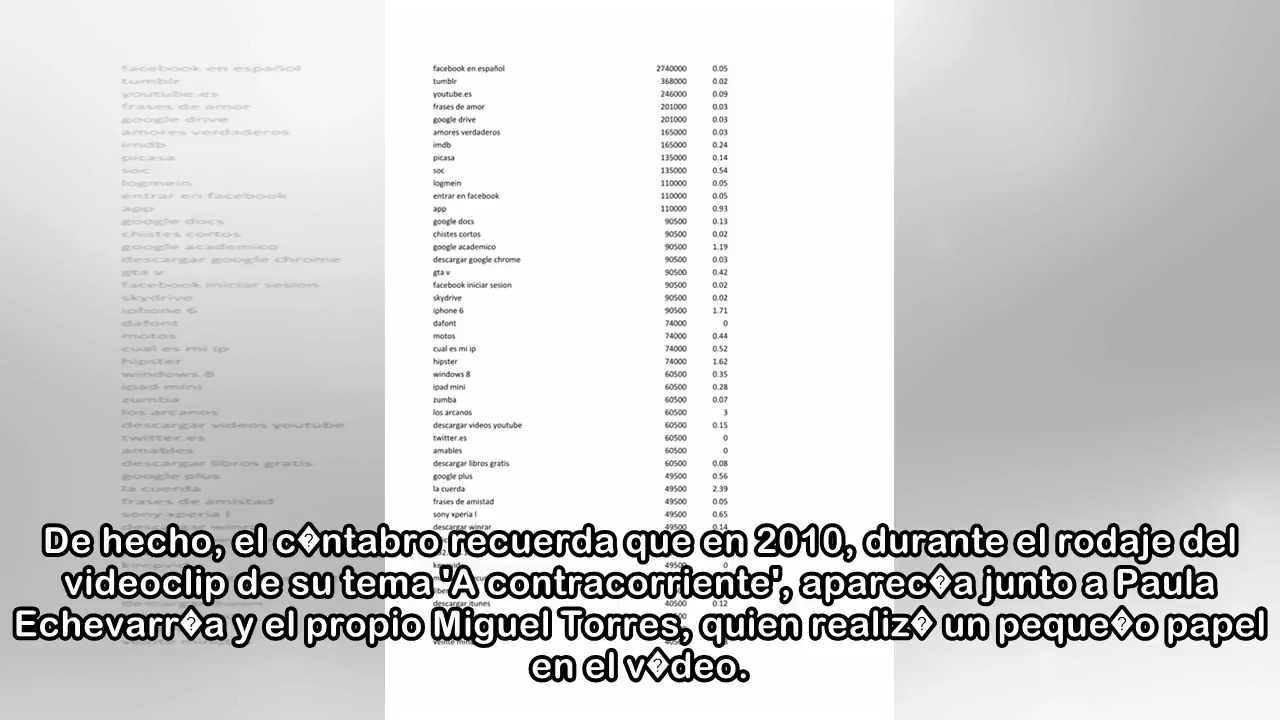 facebook en español 2740000 0.05
tumblr 368000 0.02
youtube.es 246000 0.09
frases de amor 201000 0.03
google drive 201000 0.03
amores verdaderos 165000 0.03
imdb 165000 0.24
picasa 135000 0.14
soc 135000 0.54
logmein 110000 0.05
entrar en facebook 110000 0.05
app 110000 0.93
google docs 90500 0.13
chistes cortos 90500 0.02
google academico 90500 1.19
descargar google chrome 90500 0.03
gta v 90500 0.42
facebook iniciar sesion 90500 0.02
skydrive 90500 0.02
iphone 6 90500 1.71
dafont 74000 0
motos 74000 0.44
cual es mi ip 74000 0.52
hipster 74000 1.62
windows 8 60500 0.35
ipad mini 60500 0.28
zumba 60500 0.07
los arcanos 60500 3
descargar videos youtube 60500 0.15
twitter.es 60500 0
amables 60500 0
descargar libros gratis 60500 0.08
google plus 49500 0.56
la cuerda 49500 2.39
frases de amistad 49500 0.05
sony xperia l 49500 0.65
descargar winrar 49500 0.14
descargar itunes 40500 0.12
De hecho, el c�ntabro recuerda que en 2010, durante el rodaje del
videoclip de su tema 'A contracorriente', aparec�a junto a Paula
Echevarr�a y el propio Miguel Torres, quien realiz� un peque�o papel
en el v�deo.